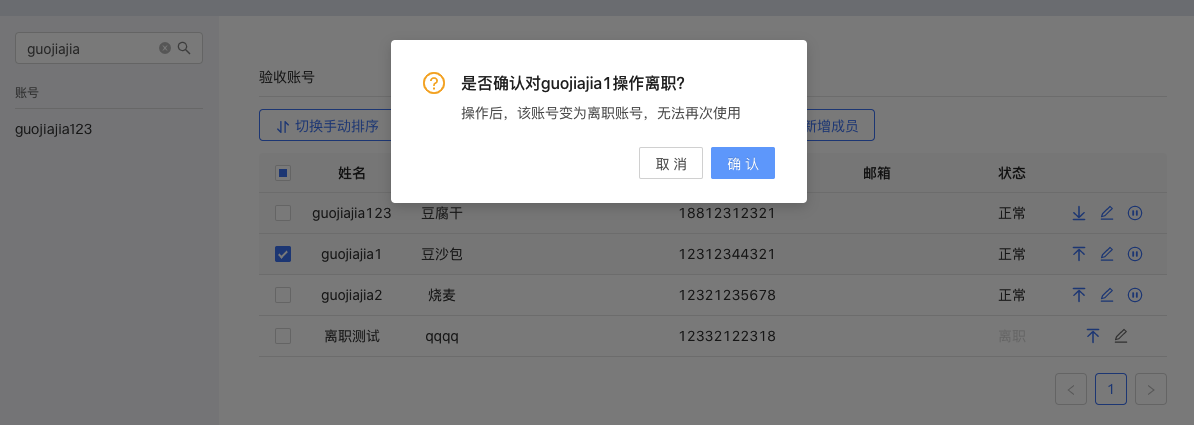 guojiajia
账号
guojiajia123
验收账号
切换手动排序
新增成员
是否确认对guojiajia1操作离职?
操作后，该账号变为离职账号，无法再次使用
取 消
确 认
姓名
邮箱
状态
guojiajia123 豆腐干 18812312321 正常
guojiajia1 豆沙包 12312344321 正常
guojiajia2 烧麦 12321235678 正常
离职测试 qqqq 12332122318 离职
1